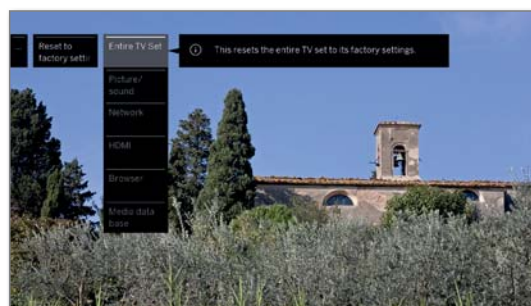 ...
Reset to
factory settin
Entire TV Set
This resets the entire TV set to its factory settings.
Picture/
sound
Network
HDMI
Browser
Media data
base